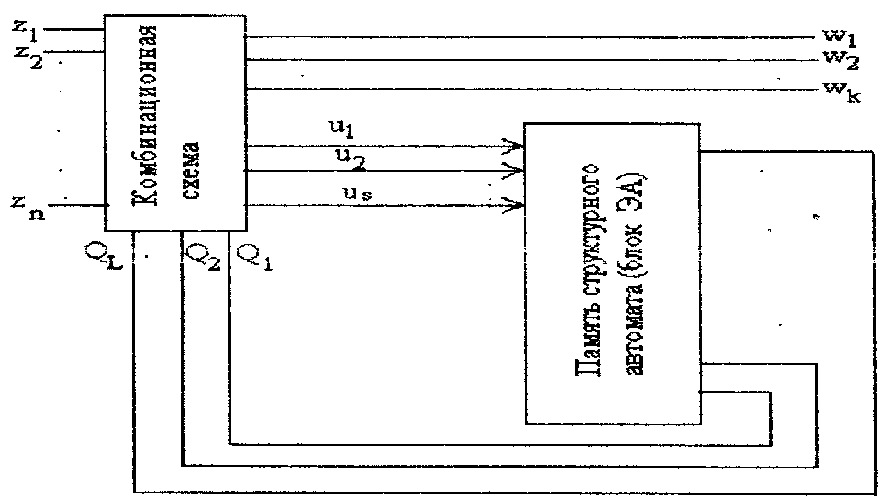 z1
z2
zn
Комбинационная
схема
w1
w2
wk
u1
u2
us
QL
Q2
Q1
Память структурного
автомата (блок ЭА)